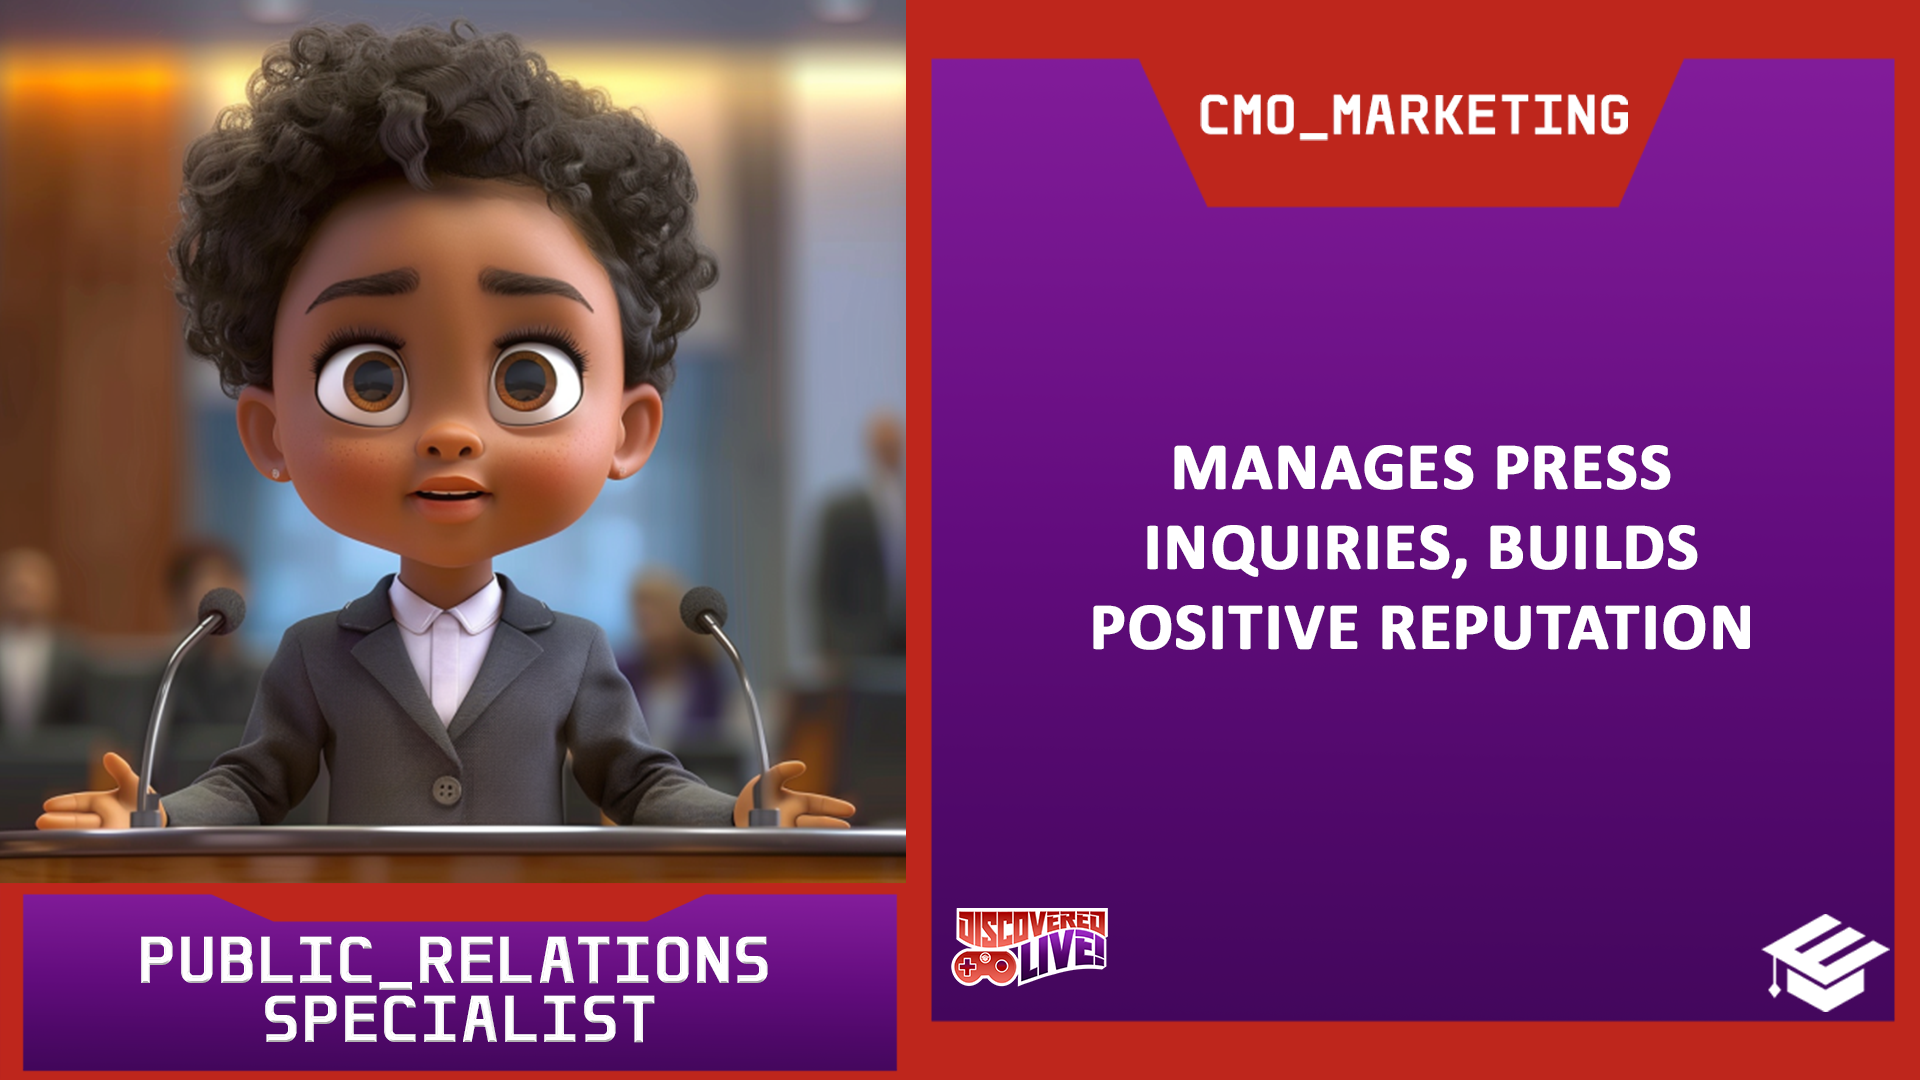 CMO_MARKETING
MANAGES PRESS
INQUIRIES, BUILDS
POSITIVE REPUTATION
PUBLIC_RELATIONS
SPECIALIST
DISCOVERED
LIVE!